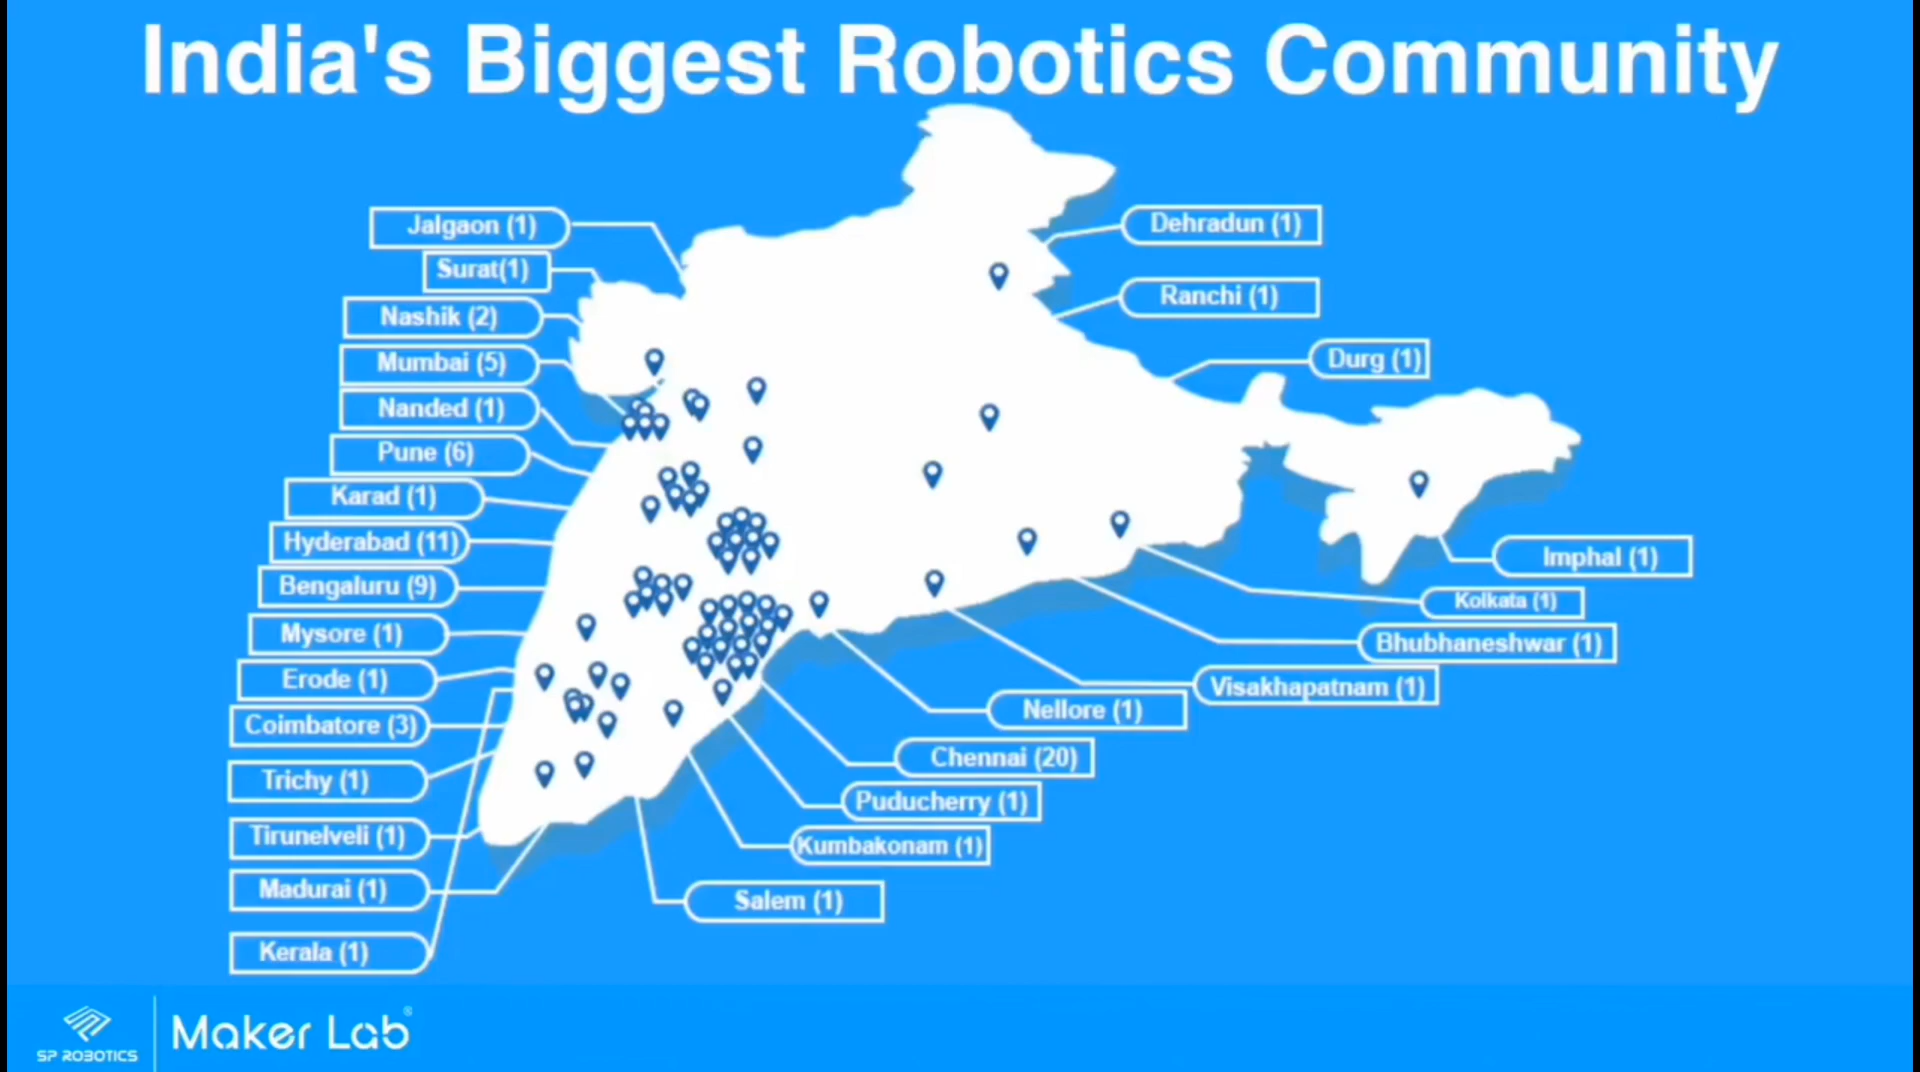 India's Biggest Robotics Community
Jalgaon (1)
Surat(1)
Nashik (2)
Mumbai (5)
Nanded (1)
Pune (6)
Karad (1)
Hyderabad (11)
Bengaluru (9)
Mysore (1)
Erode (1)
Coimbatore (3)
Trichy (1)
Tirunelveli (1)
Madurai (1)
Kerala (1)
Dehradun (1)
Ranchi (1)
Durg (1)
Imphal (1)
Kolkata (1)
Bhubhaneshwar (1)
Visakhapatnam (1)
Nellore (1)
Chennai (20)
Puducherry (1)
Kumbakonam (1)
Salem (1)
SP ROBOTICS
Maker Lab®